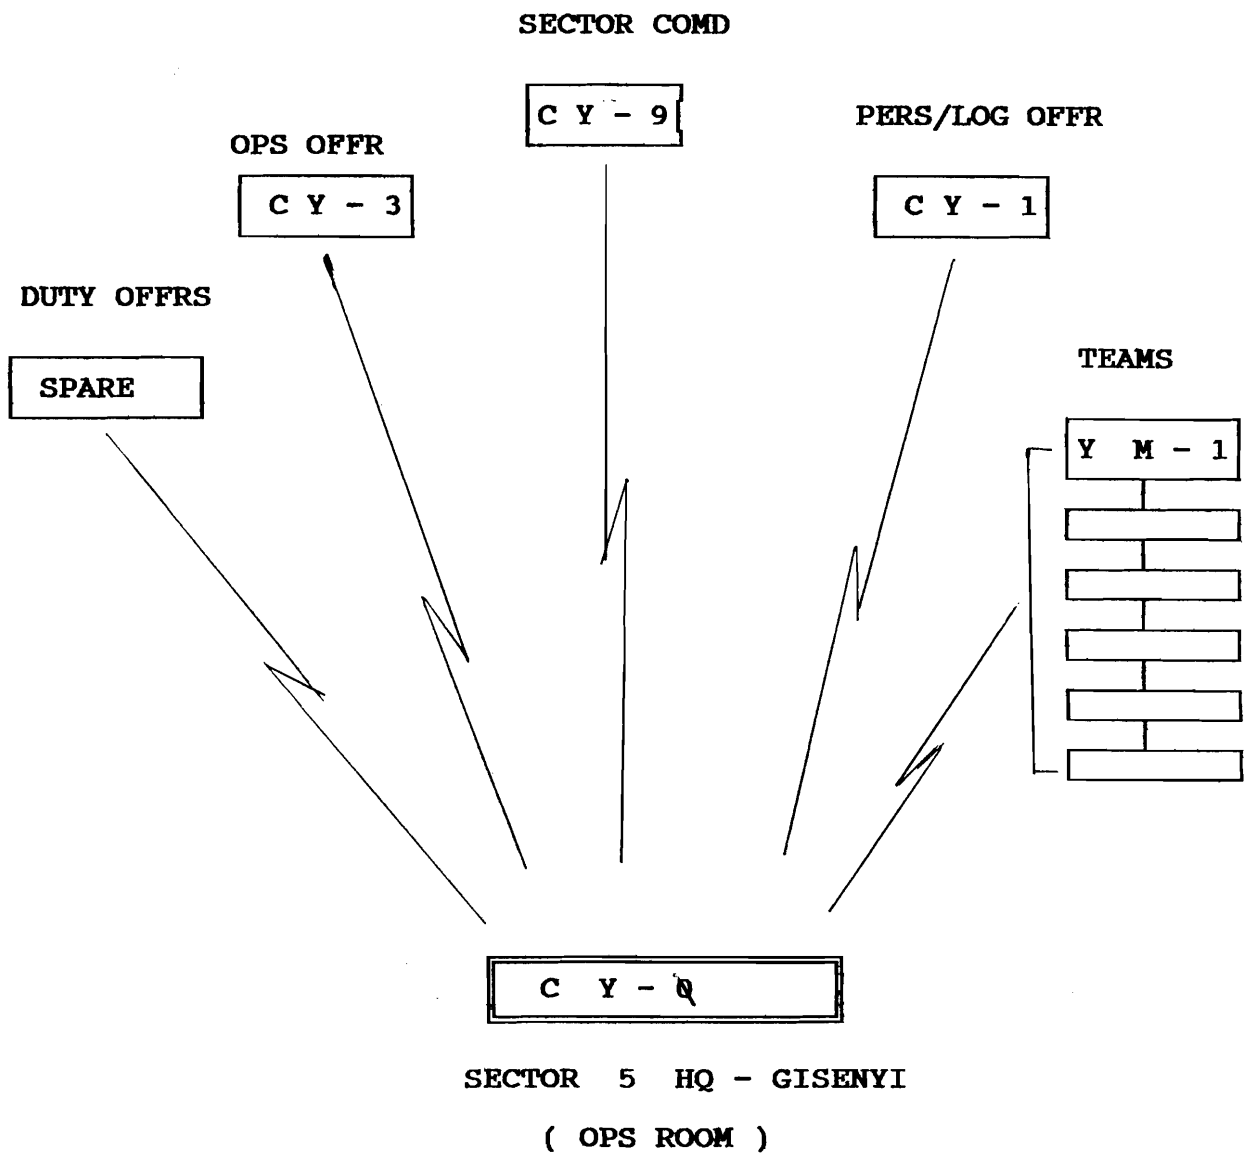 SECTOR COMD
C Y - 9
PERS/LOG OFFR
OPS OFFR
C Y - 3
C Y - 1
DUTY OFFRS
SPARE
TEAMS
Y M - 1
C Y - 0
SECTOR 5 HQ - GISENYI
( OPS ROOM )